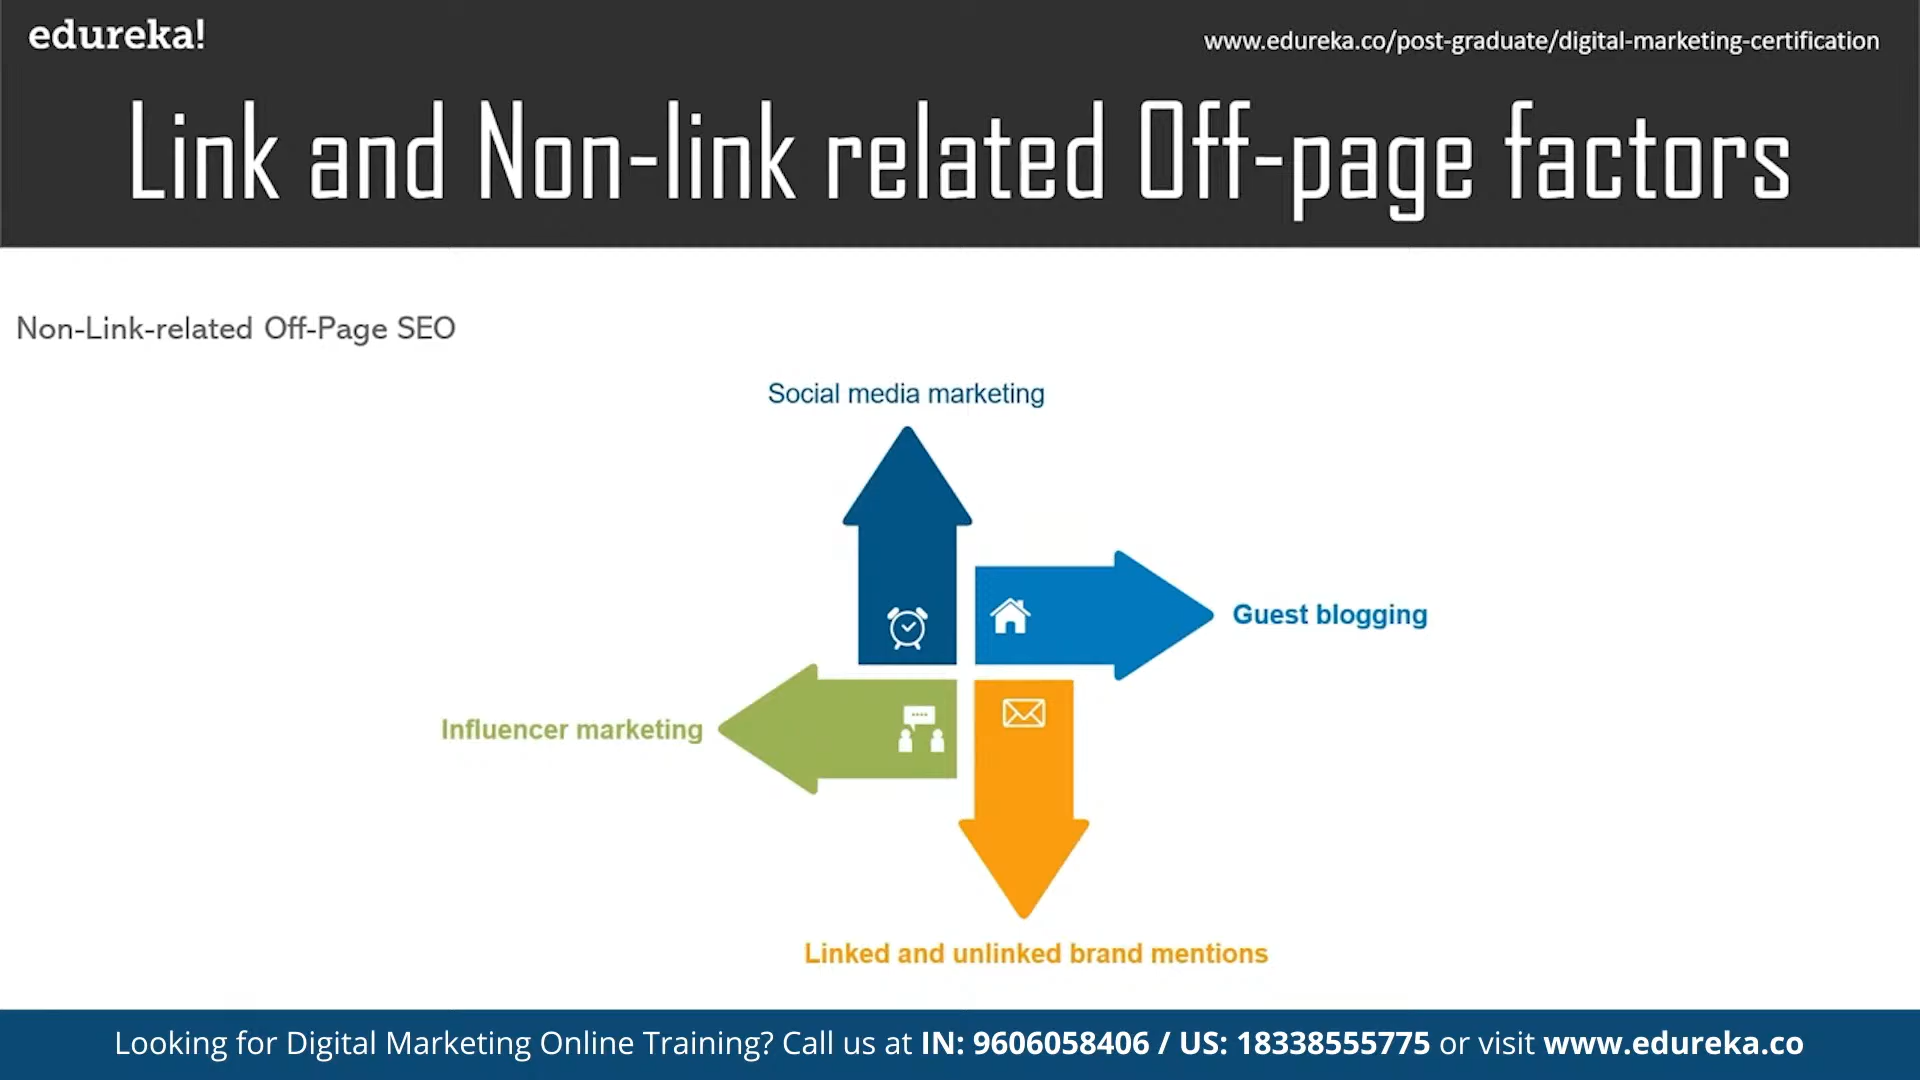 edureka!
www.edureka.co/post-graduate/digital-marketing-certification
Link and Non-link related Off-page factors
Non-Link-related Off-Page SEO
Social media marketing
Guest blogging
Influencer marketing
Linked and unlinked brand mentions
Looking for Digital Marketing Online Training? Call us at IN: 9606058406 / US: 18338555775 or visit www.edureka.co